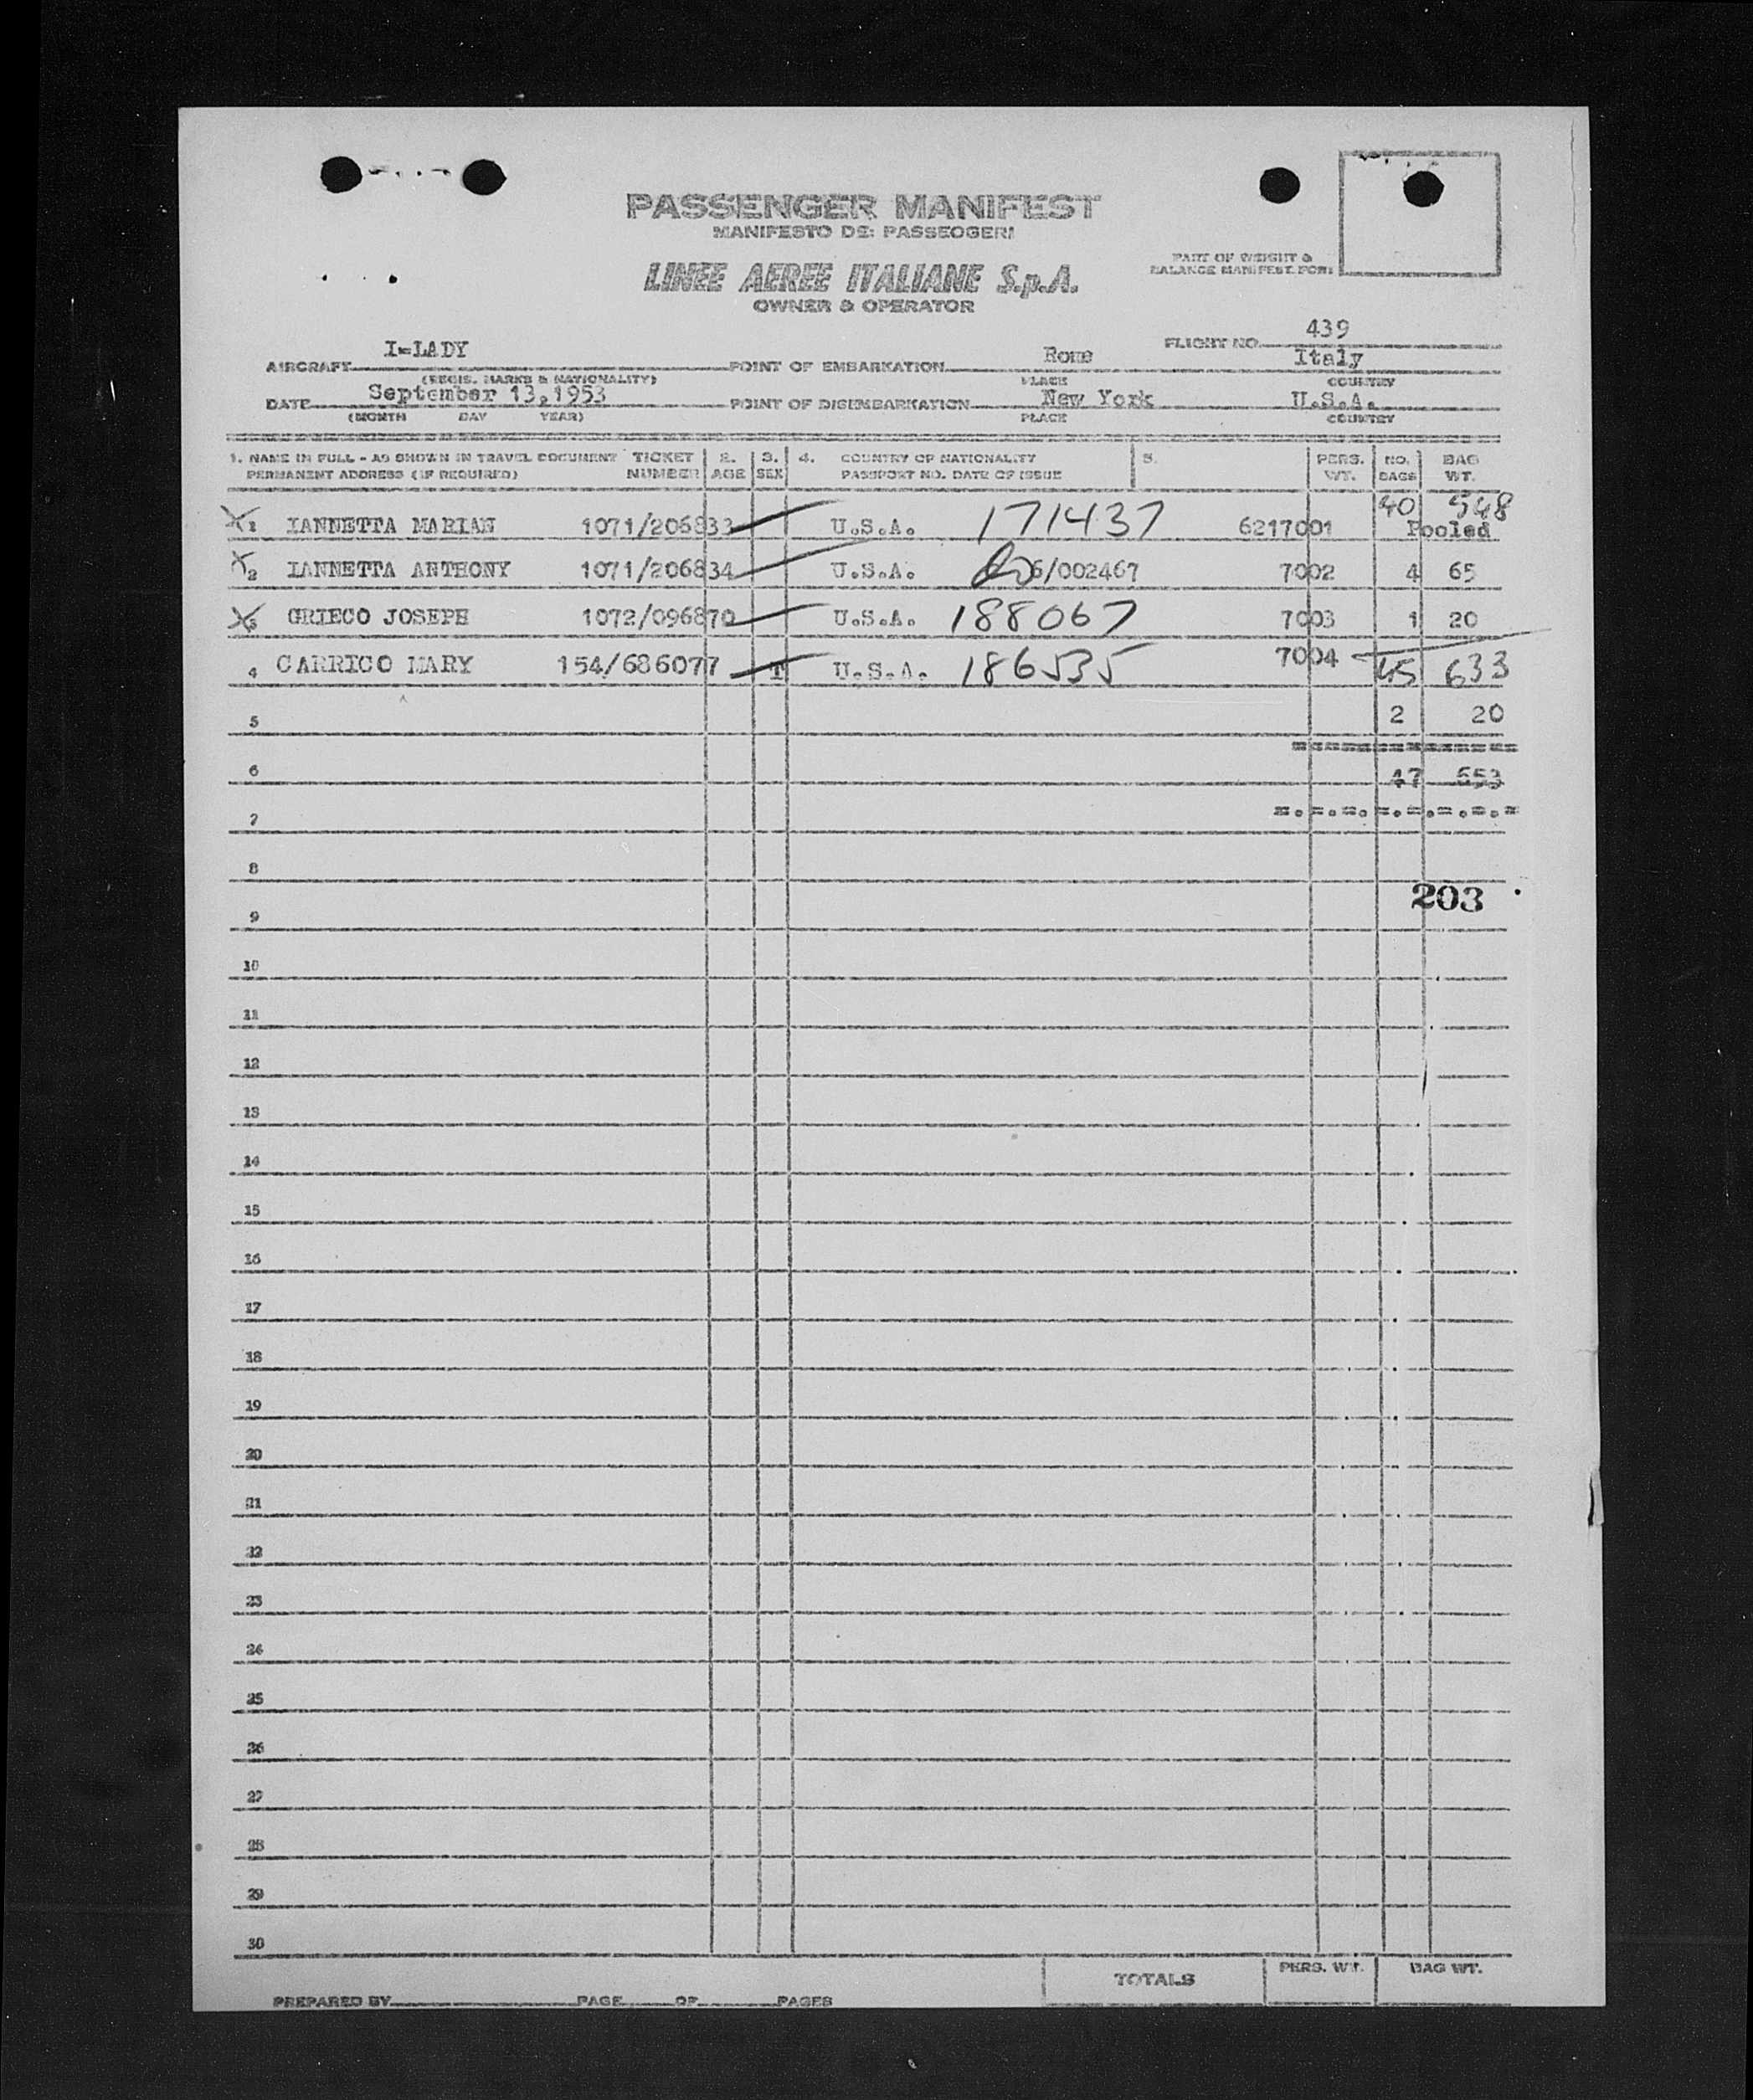 PASSENGER MANIFEST
MANIFESTO DEI PASSEGGERI
LINEE AEREE ITALIANE S.p.A.
OWNER & OPERATOR
PART OF WEIGHT &
BALANCE MANIFEST FOR:
AIRCRAFT I-LADY POINT OF EMBARKATION Rome Italy FLIGHT NO. 439
(REGIS. MARKS & NATIONALITY) PLACE COUNTRY
DATE September 13,1953 POINT OF DISEMBARKATION New York U.S.A.
(MONTH DAY YEAR) PLACE COUNTRY
1. NAME IN FULL - AS SHOWN IN TRAVEL DOCUMENT TICKET 2. 3. 4. COUNTRY OF NATIONALITY 5. PERS. NO. BAG
PERMANENT ADDRESS (IF REQUIRED) NUMBER AGE SEX PASSPORT NO. DATE OF ISSUE WT. BAGS WT.
40 548
1 IANNETTA MARIAN 1071/206833 U.S.A. 171437 6217001 Pooled
2 IANNETTA ANTHONY 1071/206834 U.S.A. 6/002467 7002 4 65
3 GRIECO JOSEPH 1072/096870 U.S.A. 188067 7003 1 20
4 CARRICO MARY 154/686077 T U.S.A. 186535 7004 45 633
5 2 20
==================
6 47 653
=.=.=.=.=.=.=.=
7
8
203
9
10
11
12
13
14
15
16
17
18
19
20
21
22
23
24
25
26
27
28
29
30
TOTALS PERS. WT. BAG WT.
PREPARED BY PAGE OF PAGES